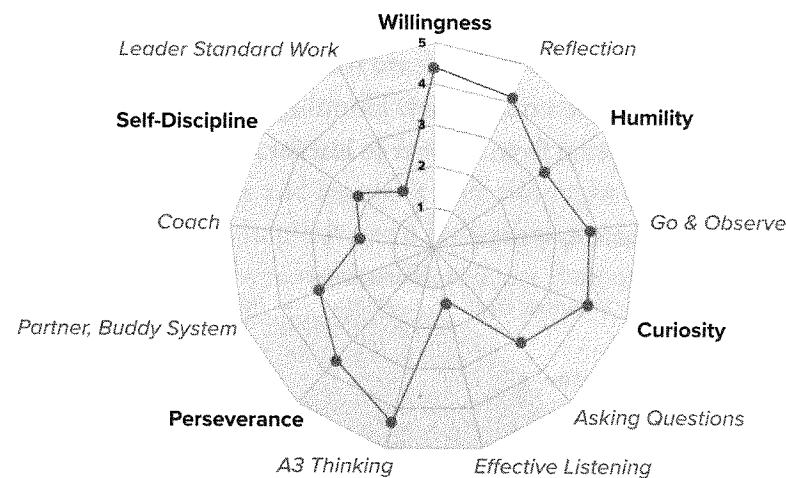 Willingness
5
Leader Standard Work
Reflection
4
Self-Discipline
3
Humility
2
Coach
1
Go & Observe
Partner, Buddy System
Curiosity
Perseverance
Asking Questions
A3 Thinking
Effective Listening